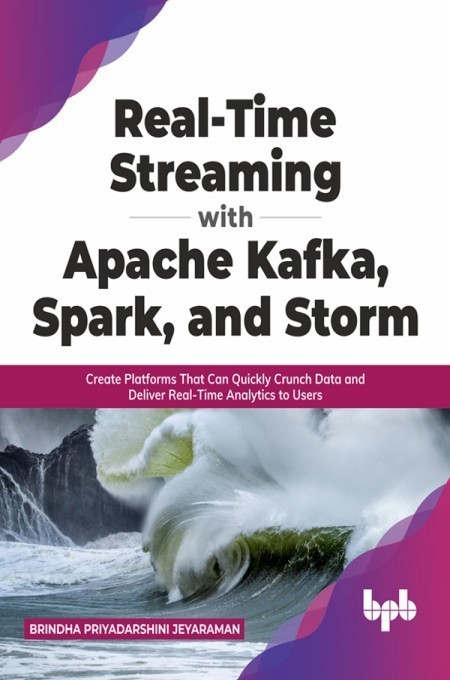 Real-Time
Streaming
with
Apache Kafka,
Spark, and Storm
Create Platforms That Can Quickly Crunch Data and
Deliver Real-Time Analytics to Users
BRINDHA PRIYADARSHINI JEYARAMAN
bpb